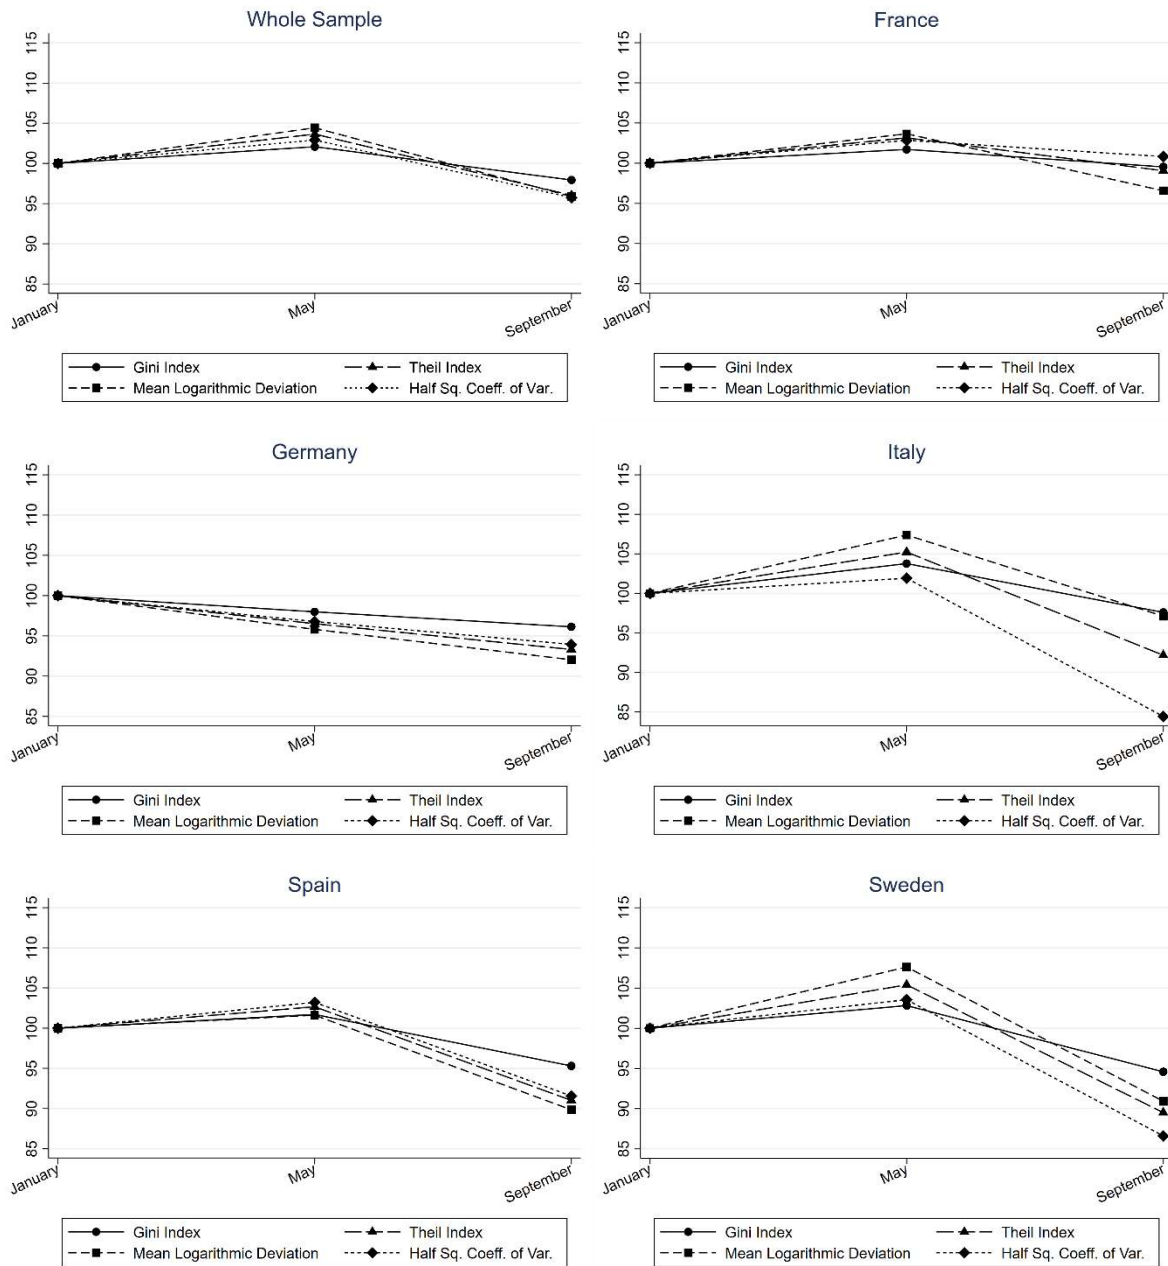 Whole Sample
115
110
105
100
95
90
85
January
May
September
Gini Index
Theil Index
Mean Logarithmic Deviation
Half Sq. Coeff. of Var.
France
115
110
105
100
95
90
85
January
May
September
Gini Index
Theil Index
Mean Logarithmic Deviation
Half Sq. Coeff. of Var.
Germany
115
110
105
100
95
90
85
January
May
September
Gini Index
Theil Index
Mean Logarithmic Deviation
Half Sq. Coeff. of Var.
Italy
115
110
105
100
95
90
85
January
May
September
Gini Index
Theil Index
Mean Logarithmic Deviation
Half Sq. Coeff. of Var.
Spain
115
110
105
100
95
90
85
January
May
September
Gini Index
Theil Index
Mean Logarithmic Deviation
Half Sq. Coeff. of Var.
Sweden
115
110
105
100
95
90
85
January
May
September
Gini Index
Theil Index
Mean Logarithmic Deviation
Half Sq. Coeff. of Var.